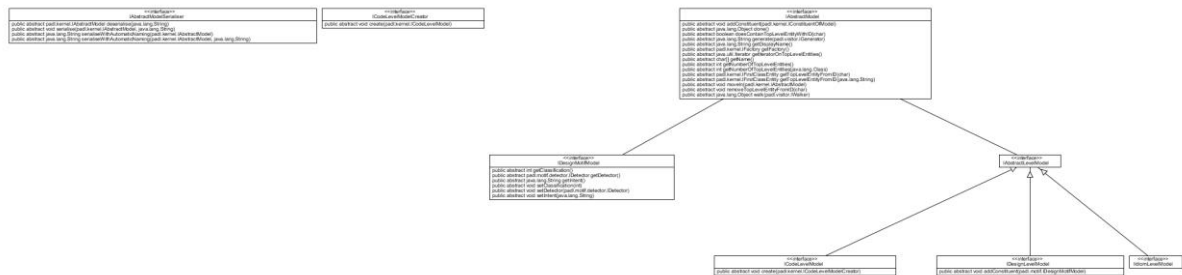 <<interface>>
IAbstractModelSerialiser
public abstract padl.kernel.IAbstractModel deserialise(java.lang.String)
public abstract void serialise(padl.kernel.IAbstractModel, java.lang.String)
public abstract java.lang.String serialiseWithAutomaticNaming(padl.kernel.IAbstractModel)
public abstract java.lang.String serialiseWithAutomaticNaming(padl.kernel.IAbstractModel, java.lang.String)
<<interface>>
ICodeLevelModelCreator
public abstract void create(padl.kernel.ICodeLevelModel)
<<interface>>
IAbstractModel
public abstract void addConstituent(padl.kernel.IConstituentOfModel)
public abstract java.lang.Object clone()
public abstract boolean doesContainTopLevelEntityWithID(char)
public abstract java.lang.String generate(padl.visitor.IGenerator)
public abstract java.lang.String getDisplayName()
public abstract padl.kernel.IFactory getFactory()
public abstract java.util.Iterator getIteratorOnTopLevelEntities()
public abstract char[] getName()
public abstract int getNumberOfTopLevelEntities()
public abstract int getNumberOfTopLevelEntities(java.lang.Class)
public abstract padl.kernel.IFirstClassEntity getTopLevelEntityFromID(char)
public abstract padl.kernel.IFirstClassEntity getTopLevelEntityFromID(java.lang.String)
public abstract void moveIn(padl.kernel.IAbstractModel)
public abstract void removeTopLevelEntityFromID(char)
public abstract java.lang.Object walk(padl.visitor.IWalker)
<<interface>>
IDesignMotifModel
public abstract int getClassification()
public abstract padl.motif.detector.IDetector getDetector()
public abstract java.lang.String getIntent()
public abstract void setClassification(int)
public abstract void setDetector(padl.motif.detector.IDetector)
public abstract void setIntent(java.lang.String)
<<interface>>
IAbstractLevelModel
<<interface>>
ICodeLevelModel
public abstract void create(padl.kernel.ICodeLevelModelCreator)
<<interface>>
IDesignLevelModel
public abstract void addConstituent(padl.motif.IDesignMotifModel)
<<interface>>
IIdiomLevelModel